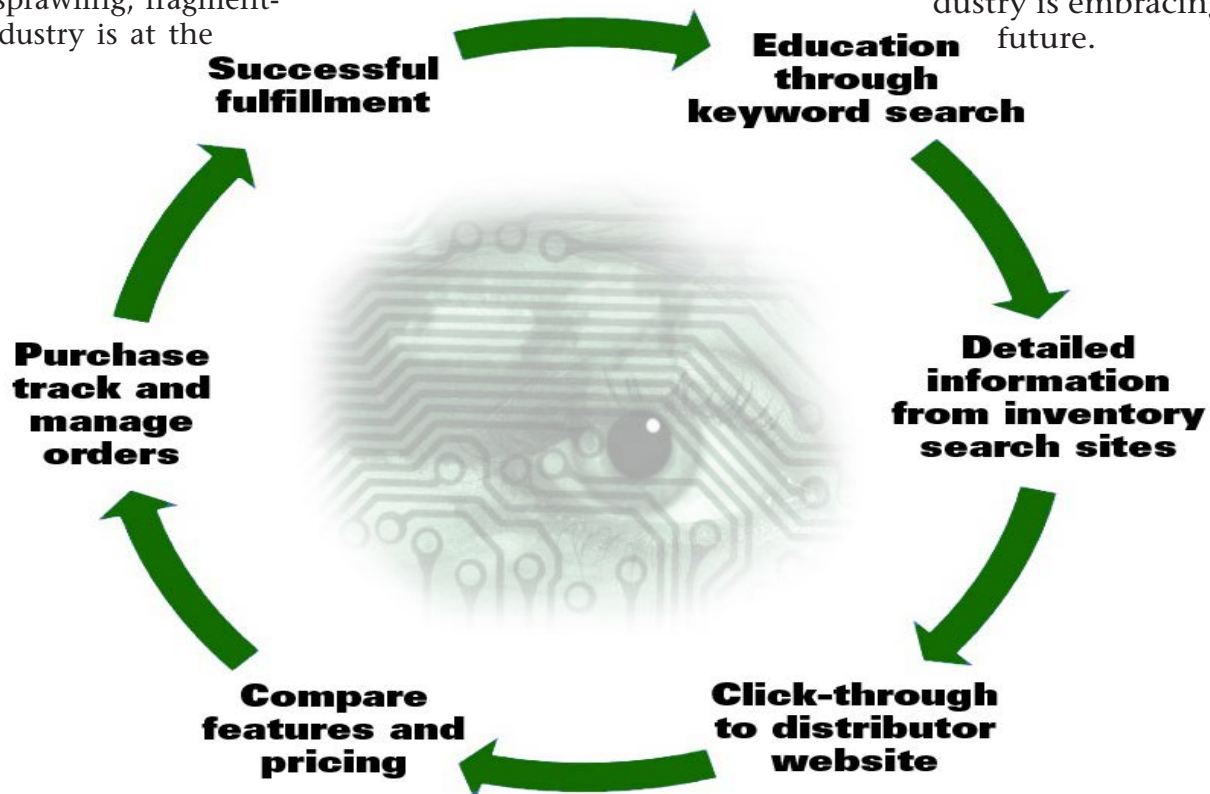 sprawling, fragment-
dustry is at the
dustry is embracing
future.
Successful
fulfillment
Education
through
keyword search
Detailed
information
from inventory
search sites
Click-through
to distributor
website
Compare
features and
pricing
Purchase
track and
manage
orders